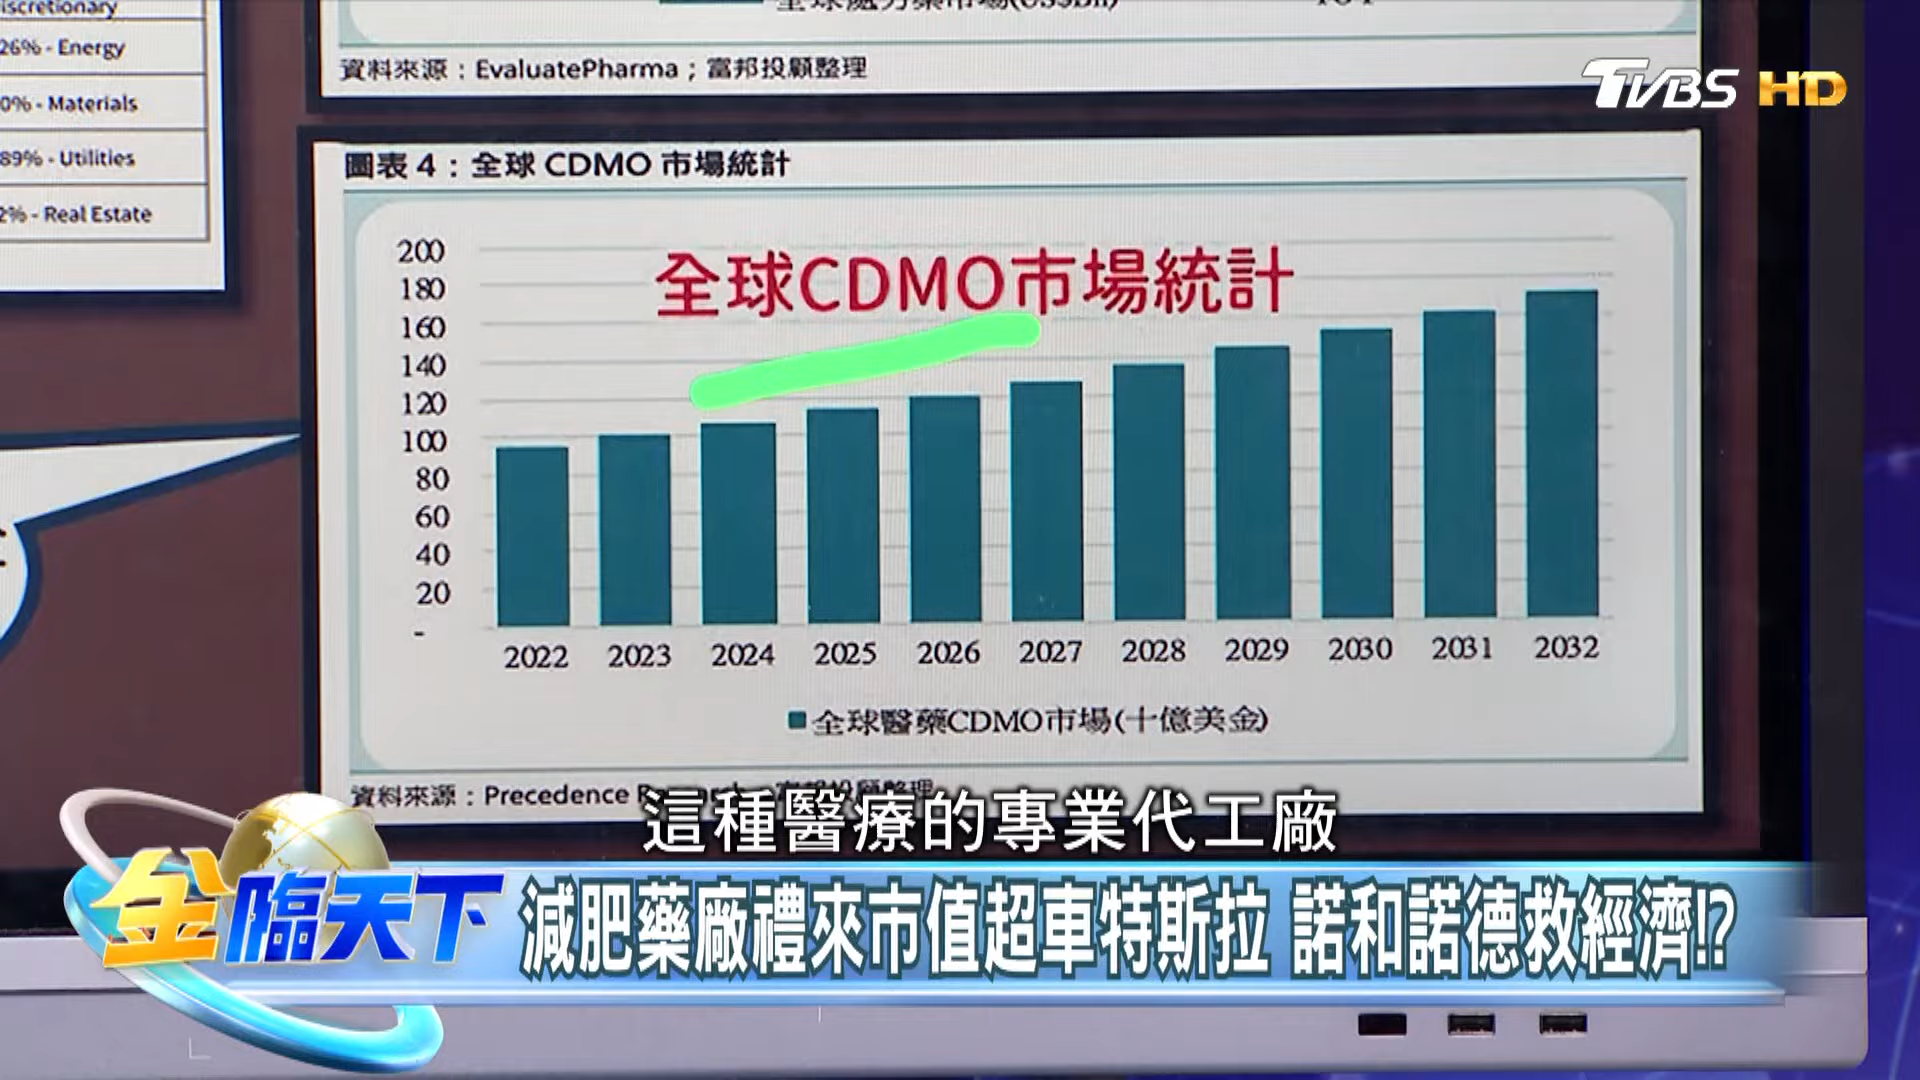 26% - Energy
0% - Materials
89% - Utilities
2% - Real Estate
資料來源：EvaluatePharma；富邦投顧整理
TVBS HD
圖表 4：全球 CDMO 市場統計
全球CDMO市場統計
200
180
160
140
120
100
80
60
40
20
-
2022 2023 2024 2025 2026 2027 2028 2029 2030 2031 2032
全球醫藥CDMO市場(十億美金)
資料來源：Precedence
這種醫療的專業代工廠
金臨天下
減肥藥廠禮來市值超車特斯拉 諾和諾德救經濟!?